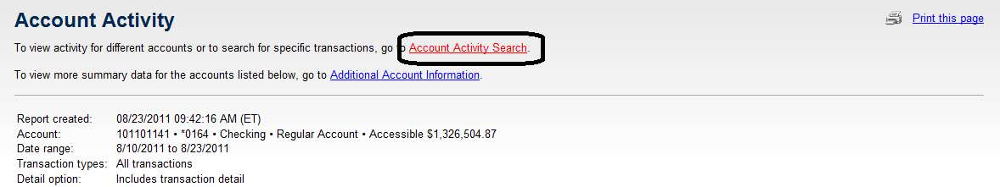 Account Activity
Print this page
To view activity for different accounts or to search for specific transactions, go to Account Activity Search.
To view more summary data for the accounts listed below, go to Additional Account Information.
Report created: 08/23/2011 09:42:16 AM (ET)
Account: 101101141 • *0164 • Checking • Regular Account • Accessible $1,326,504.87
Date range: 8/10/2011 to 8/23/2011
Transaction types: All transactions
Detail option: Includes transaction detail